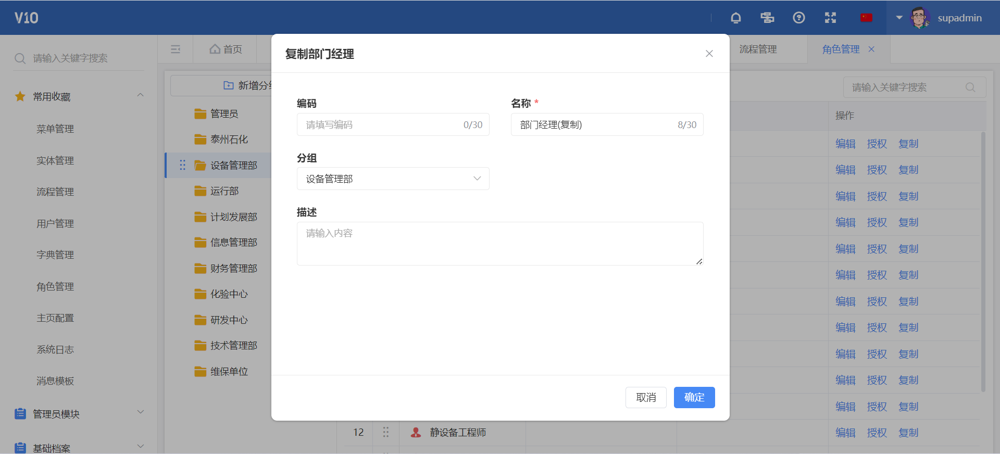 V10
supadmin
请输入关键字搜索
常用收藏
菜单管理
实体管理
流程管理
用户管理
字典管理
角色管理
主页配置
系统日志
消息模板
管理员模块
基础档案
首页
流程管理
角色管理
新增分
管理员
泰州石化
设备管理部
运行部
计划发展部
信息管理部
财务管理部
化验中心
研发中心
技术管理部
维保单位
复制部门经理
编码
请填写编码 0/30
名称 *
部门经理(复制) 8/30
分组
设备管理部
描述
请输入内容
取消 确定
请输入关键字搜索
操作
编辑 授权 复制
编辑 授权 复制
编辑 授权 复制
编辑 授权 复制
编辑 授权 复制
编辑 授权 复制
编辑 授权 复制
编辑 授权 复制
编辑 授权 复制
编辑 授权 复制
编辑 授权 复制
12 静设备工程师 编辑 授权 复制